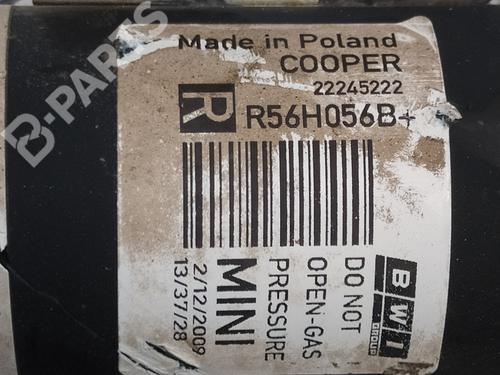 Made in Poland
COOPER
22245222
R
R56H056B+
BWI
GROUP
DO NOT
OPEN-GAS
PRESSURE
MINI
2/12/2009
13/37/28
B-PARTS